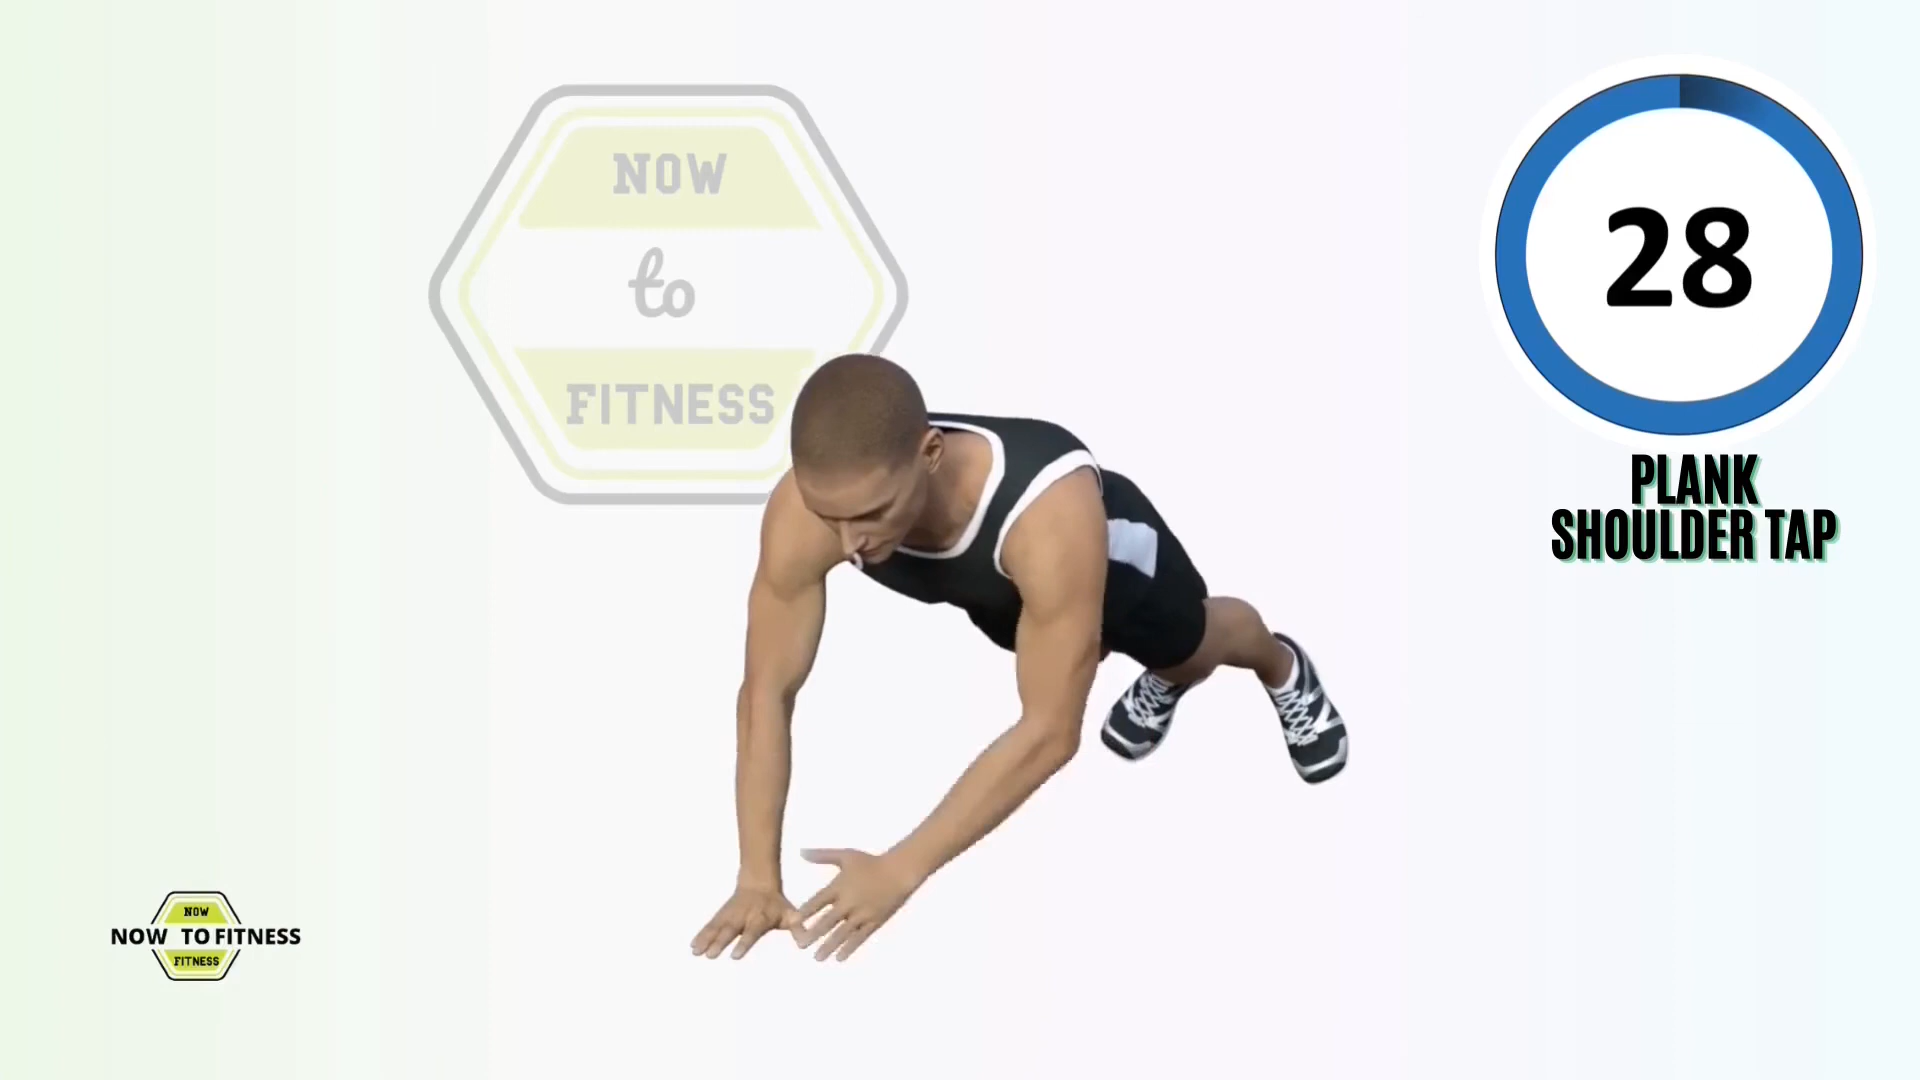 NOW
to
FITNESS
28
PLANK
SHOULDER TAP
NOW
NOW TO FITNESS
FITNESS